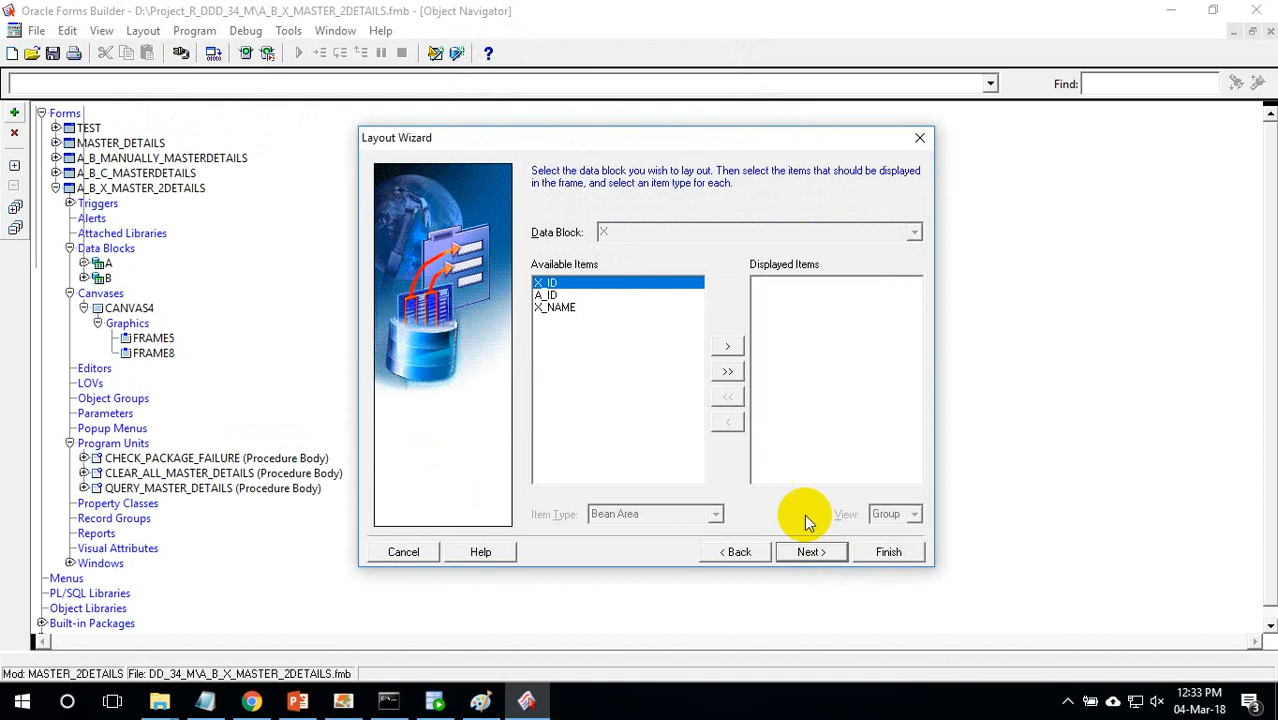 Oracle Forms Builder - D:\Project_R_DDD_34_M\A_B_X_MASTER_2DETAILS.fmb - [Object Navigator]
File Edit View Layout Program Debug Tools Window Help
Find:
Forms
TEST
MASTER_DETAILS
A_B_MANUALLY_MASTERDETAILS
A_B_C_MASTERDETAILS
A_B_X_MASTER_2DETAILS
Triggers
Alerts
Attached Libraries
Data Blocks
A
B
Canvases
CANVAS4
Graphics
FRAME5
FRAME8
Editors
LOVs
Object Groups
Parameters
Popup Menus
Program Units
CHECK_PACKAGE_FAILURE (Procedure Body)
CLEAR_ALL_MASTER_DETAILS (Procedure Body)
QUERY_MASTER_DETAILS (Procedure Body)
Property Classes
Record Groups
Reports
Visual Attributes
Windows
Menus
PL/SQL Libraries
Object Libraries
Built-in Packages
Layout Wizard
Select the data block you wish to lay out. Then select the items that should be displayed
in the frame, and select an item type for each.
Data Block: X
Available Items Displayed Items
X_ID
A_ID
X_NAME
>
>>
<<
<
Item Type: Bean Area View: Group
Cancel Help < Back Next > Finish
Mod: MASTER_2DETAILS File: DD_34_M\A_B_X_MASTER_2DETAILS.fmb
12:33 PM
04-Mar-18
3